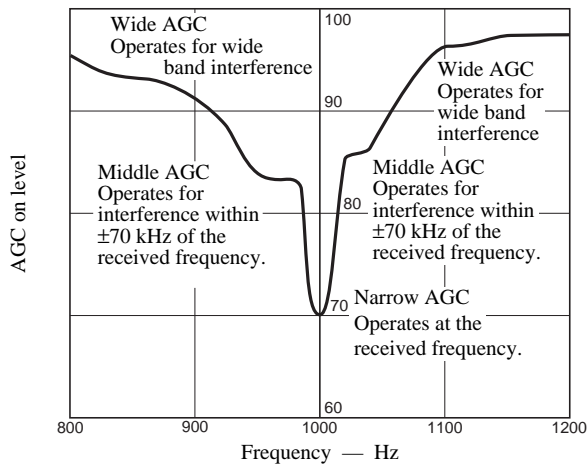 100
Wide AGC
Operates for wide
band interference
Wide AGC
Operates for
wide band
interference
90
Middle AGC
Operates for
interference within
±70 kHz of the
received frequency.
Middle AGC
Operates for
interference within
±70 kHz of the
received frequency.
80
70
Narrow AGC
Operates at the
received frequency.
60
AGC on level
800
900
1000
1100
1200
Frequency — Hz